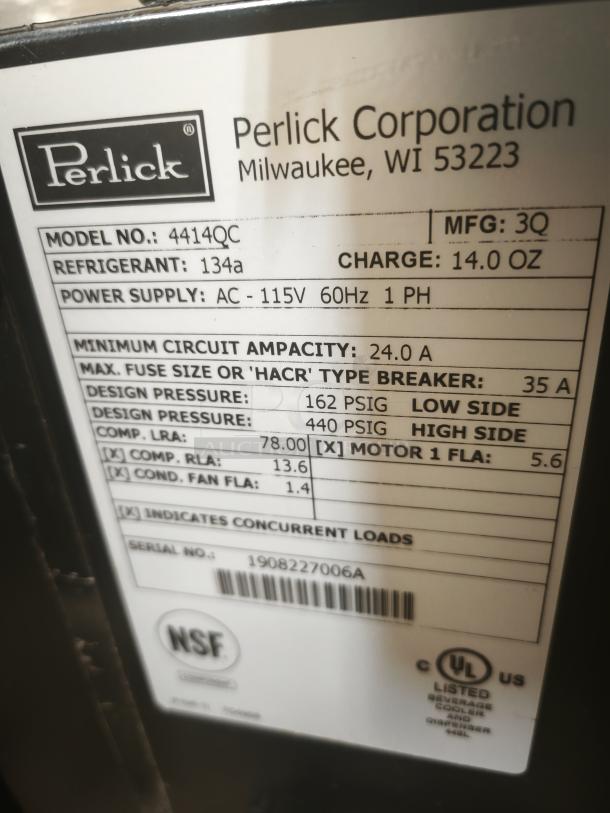 Perlick®
Perlick Corporation
Milwaukee, WI 53223
MODEL NO.: 4414QC MFG: 3Q
REFRIGERANT: 134a CHARGE: 14.0 OZ
POWER SUPPLY: AC - 115V 60Hz 1 PH
MINIMUM CIRCUIT AMPACITY: 24.0 A
MAX. FUSE SIZE OR 'HACR' TYPE BREAKER: 35 A
DESIGN PRESSURE: 162 PSIG LOW SIDE
DESIGN PRESSURE: 440 PSIG HIGH SIDE
COMP. LRA: 78.00 [X] MOTOR 1 FLA: 5.6
[X] COMP. RLA: 13.6
[X] COND. FAN FLA: 1.4
[X] INDICATES CONCURRENT LOADS
SERIAL NO.: 1908227006A
NSF
C UL US
LISTED
BEVERAGE
COOLER
AND
DISPENSER